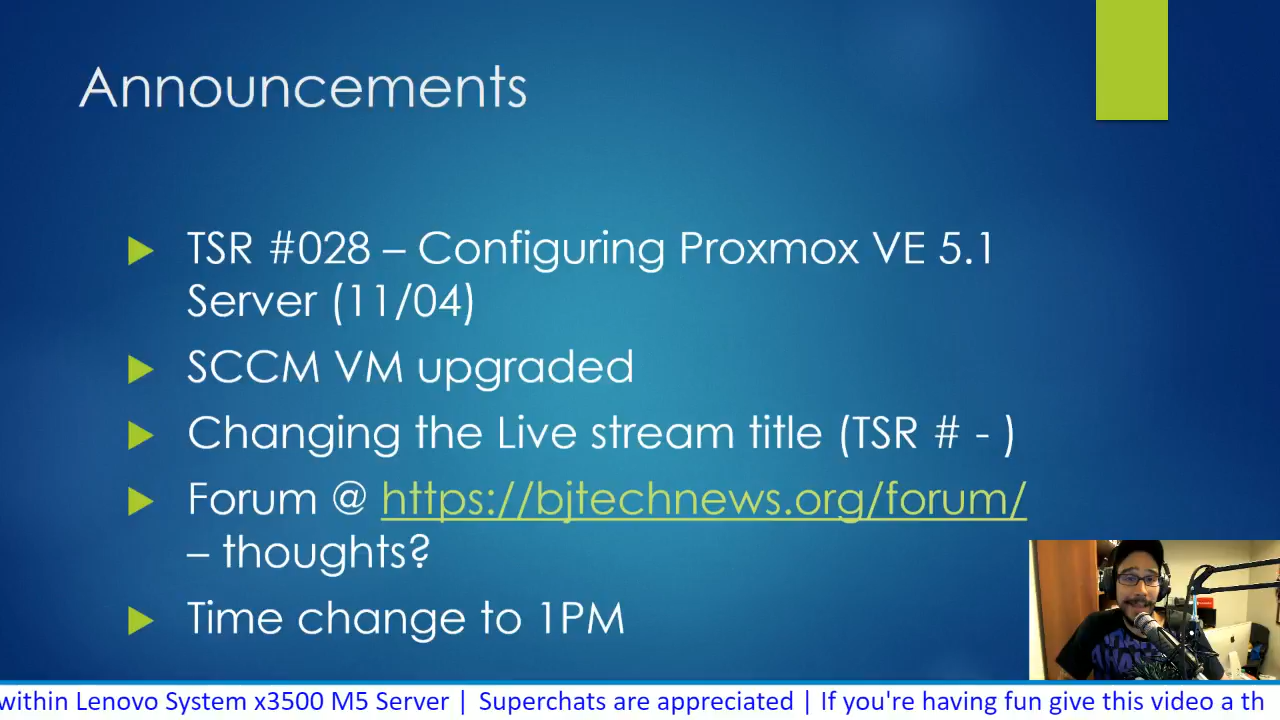 Announcements
TSR #028 – Configuring Proxmox VE 5.1
Server (11/04)
SCCM VM upgraded
Changing the Live stream title (TSR # - )
Forum @ https://bjtechnews.org/forum/
– thoughts?
Time change to 1PM
within Lenovo System x3500 M5 Server | Superchats are appreciated | If you're having fun give this video a th